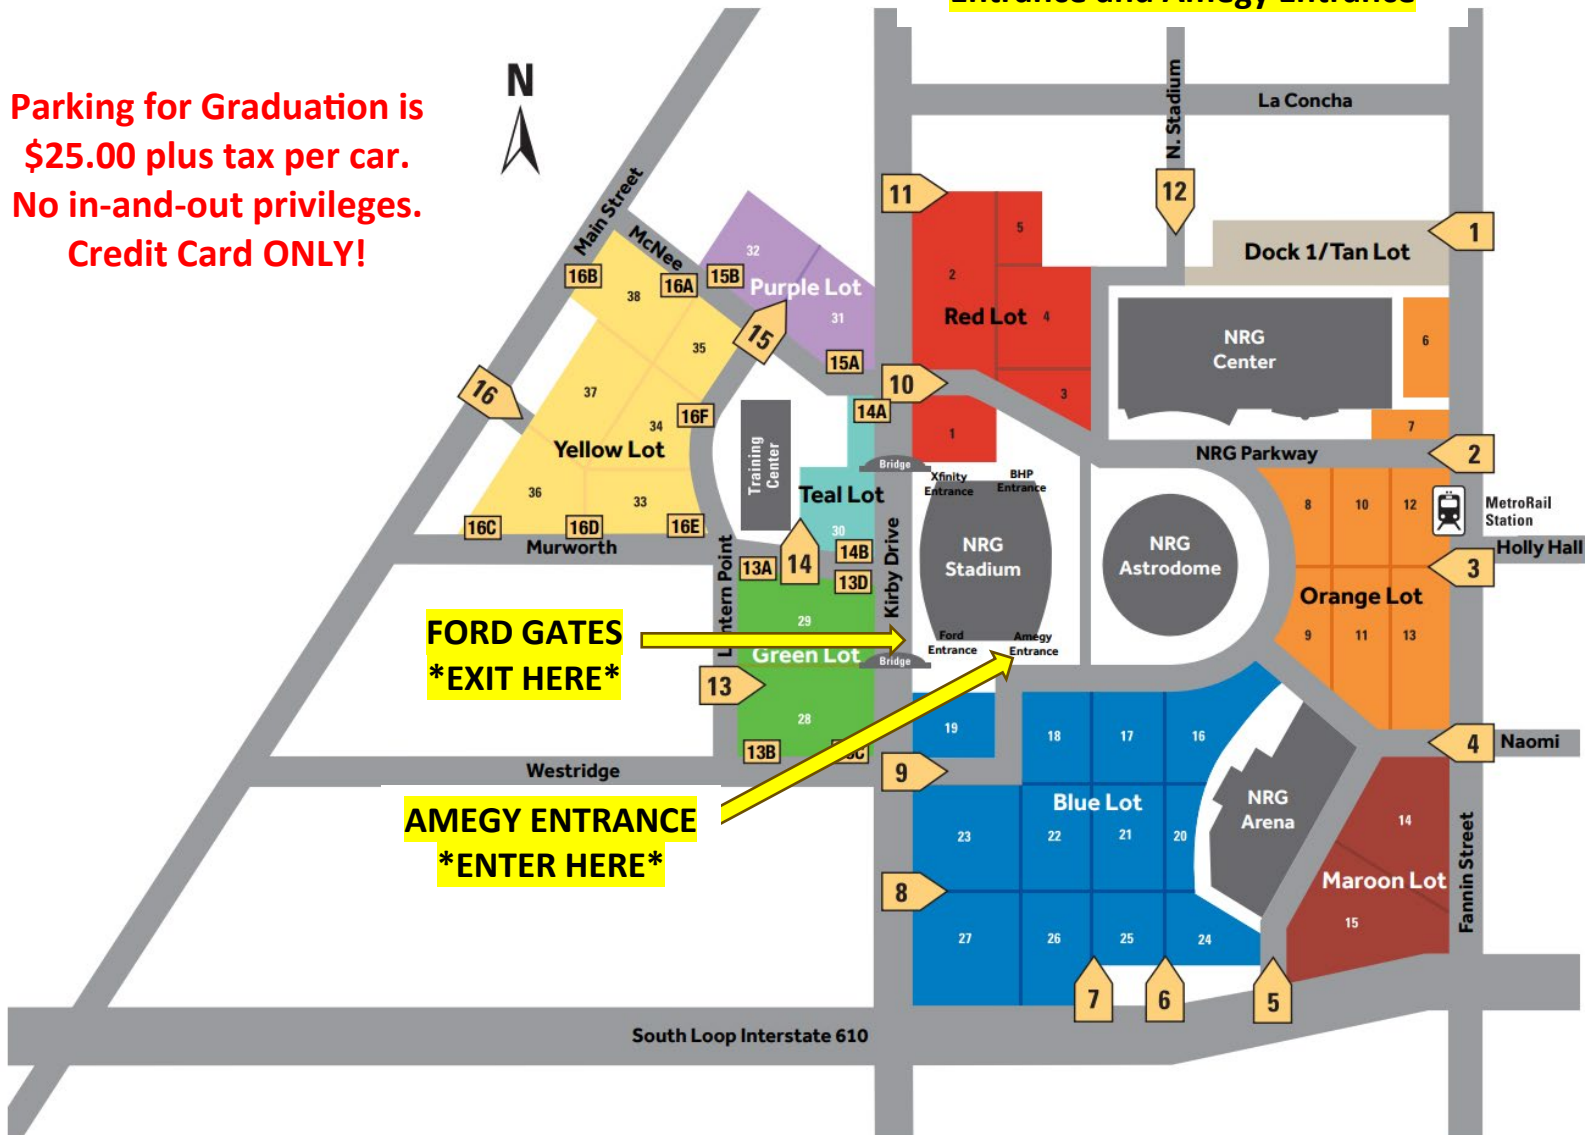 Entrance and Amegy Entrance
Parking for Graduation is
$25.00 plus tax per car.
No in-and-out privileges.
Credit Card ONLY!
N
La Concha
N. Stadium
Main Street
McNee
11
12
1
5
2
4
3
1
Red Lot
Dock 1/Tan Lot
32
Purple Lot
31
15B
15A
15
16B
38
16A
35
37
34
16F
Yellow Lot
36
33
16C
16D
16E
16
10
14A
NRG
Center
6
7
NRG Parkway
2
Training
Center
Teal Lot
30
Bridge
Xfinity
Entrance
BHP
Entrance
8
10
12
MetroRail
Station
Holly Hall
3
Murworth
13A
14
14B
13D
Kirby Drive
NRG
Stadium
NRG
Astrodome
Orange Lot
9
11
13
FORD GATES
*EXIT HERE*
29
Green Lot
28
13
13B
Ford
Entrance
Amegy
Entrance
Bridge
19
18
17
16
4
Naomi
Westridge
9
AMEGY ENTRANCE
*ENTER HERE*
Blue Lot
23
22
21
20
NRG
Arena
14
Maroon Lot
15
Fannin Street
8
27
26
25
24
7
6
5
South Loop Interstate 610